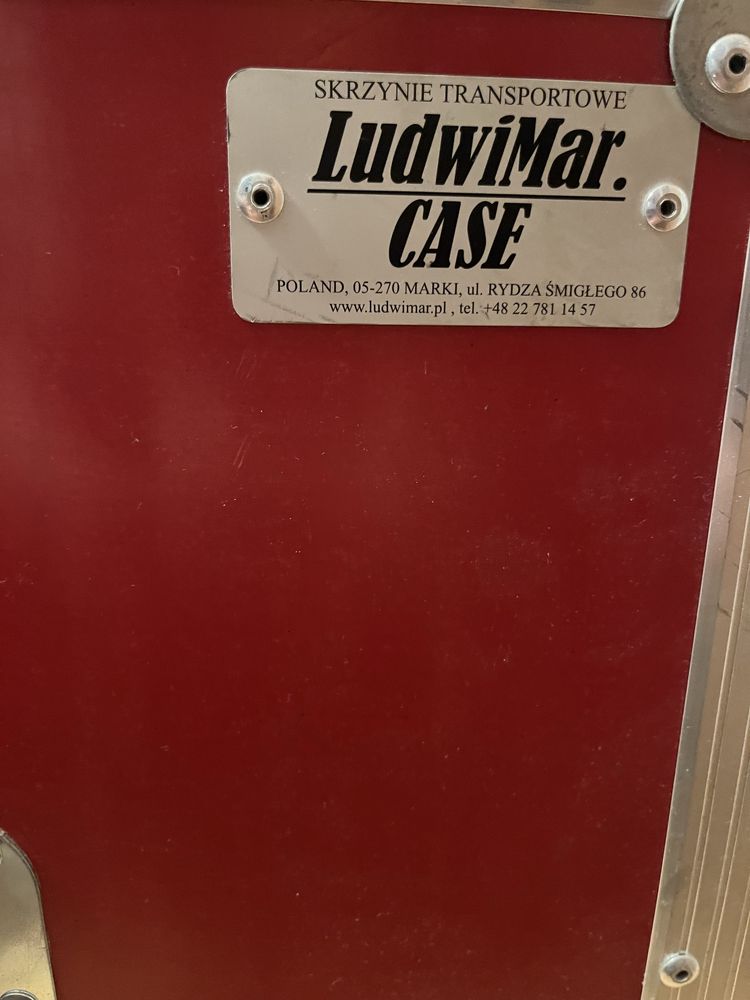 SKRZYNIE TRANSPORTOWE
LudwiMar.
CASE
POLAND, 05-270 MARKI, ul. RYDZA ŚMIGŁEGO 86
www.ludwimar.pl , tel. +48 22 781 14 57